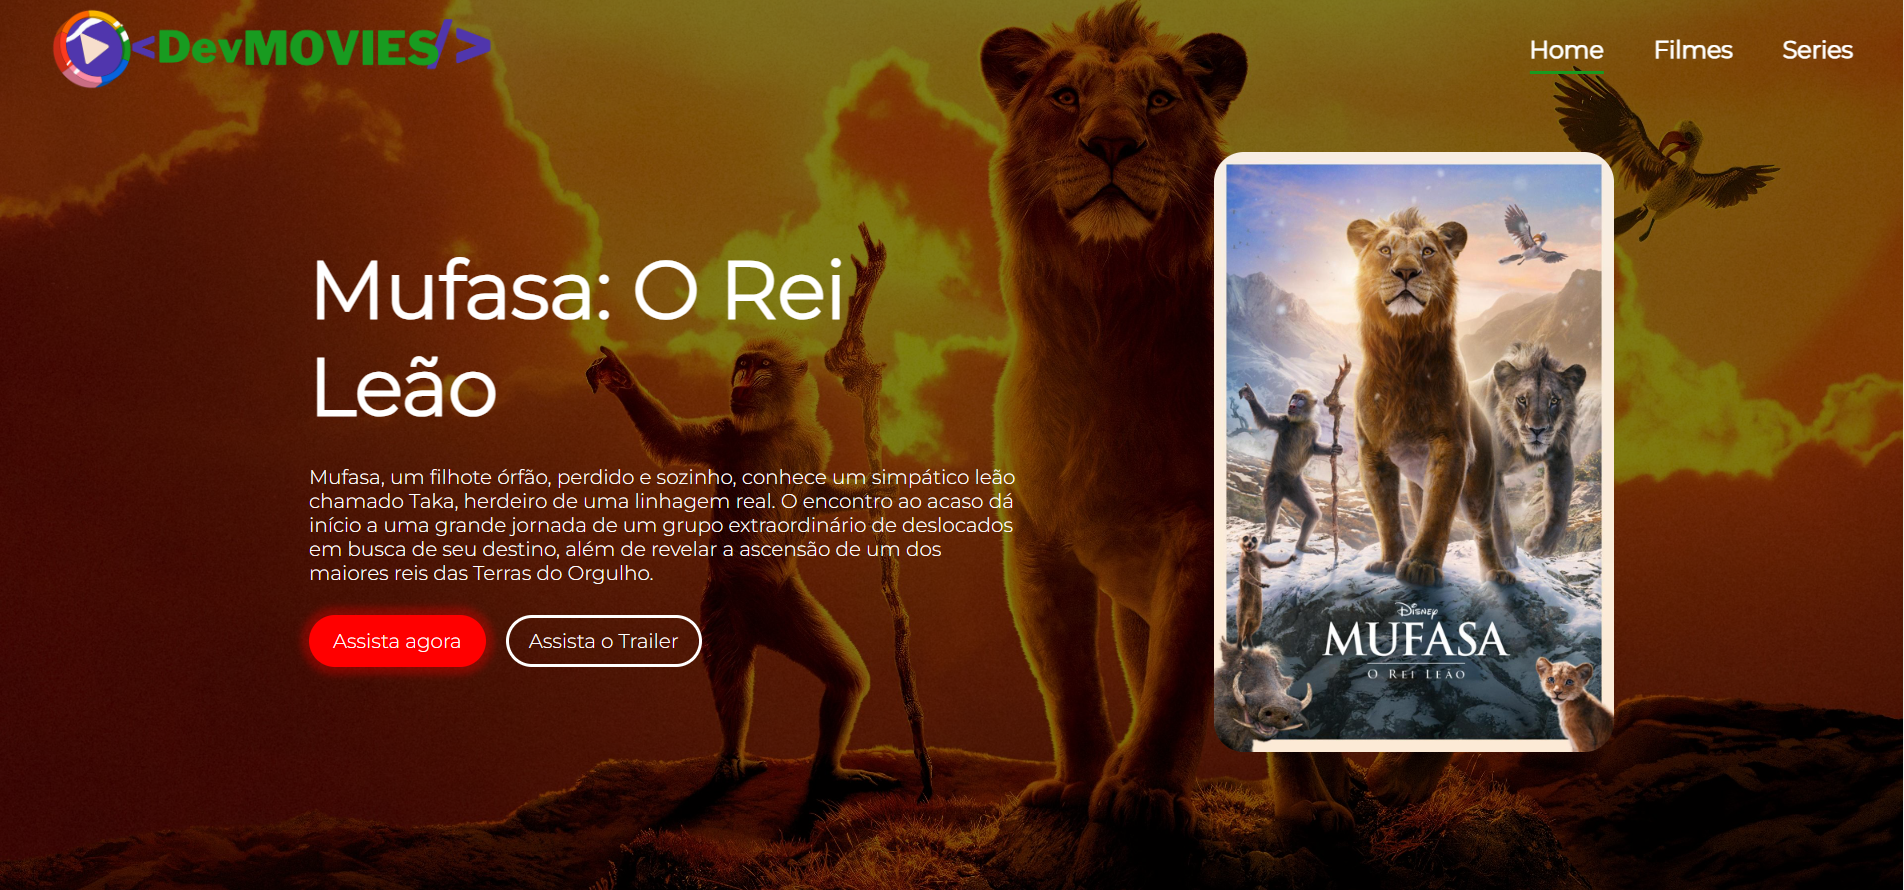 <DevMOVIES/>
Home Filmes Series
Mufasa: O Rei
Leão
Mufasa, um filhote órfão, perdido e sozinho, conhece um simpático leão
chamado Taka, herdeiro de uma linhagem real. O encontro ao acaso dá
início a uma grande jornada de um grupo extraordinário de deslocados
em busca de seu destino, além de revelar a ascensão de um dos
maiores reis das Terras do Orgulho.
Assista agora Assista o Trailer
Disney
MUFASA
O REI LEÃO